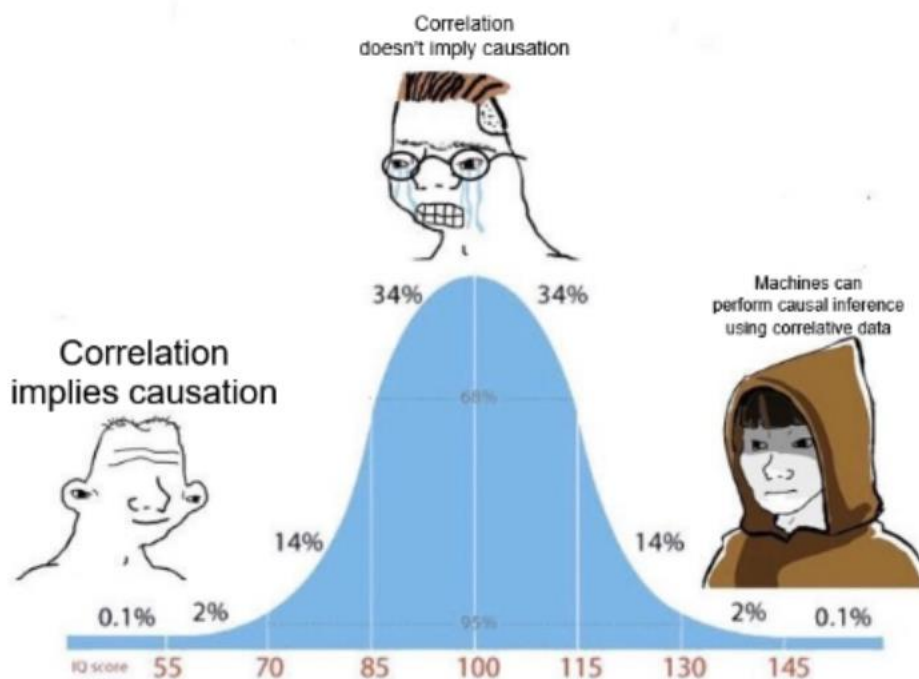 Correlation
doesn't imply causation
34% 34%
Machines can
perform causal inference
using correlative data
Correlation
implies causation
68%
14% 14%
0.1% 2% 95% 2% 0.1%
IQ score 55 70 85 100 115 130 145